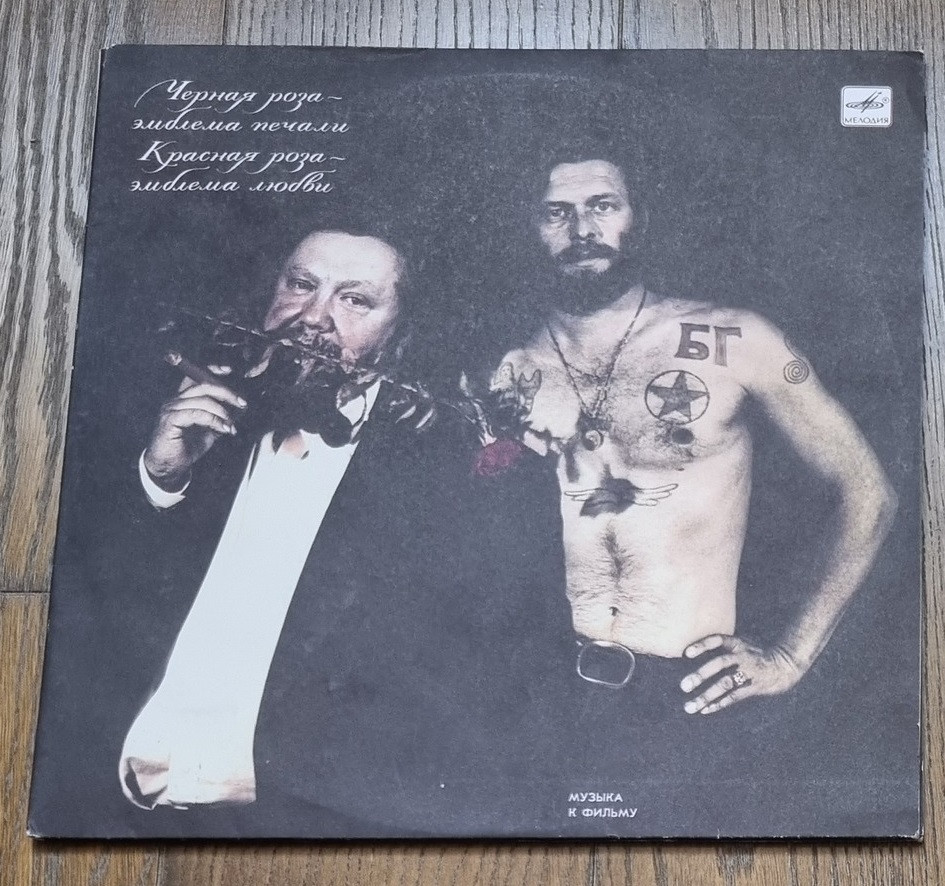 Черная роза –
эмблема печали
Красная роза –
эмблема любви
МЕЛОДИЯ
БГ
МУЗЫКА
К ФИЛЬМУ